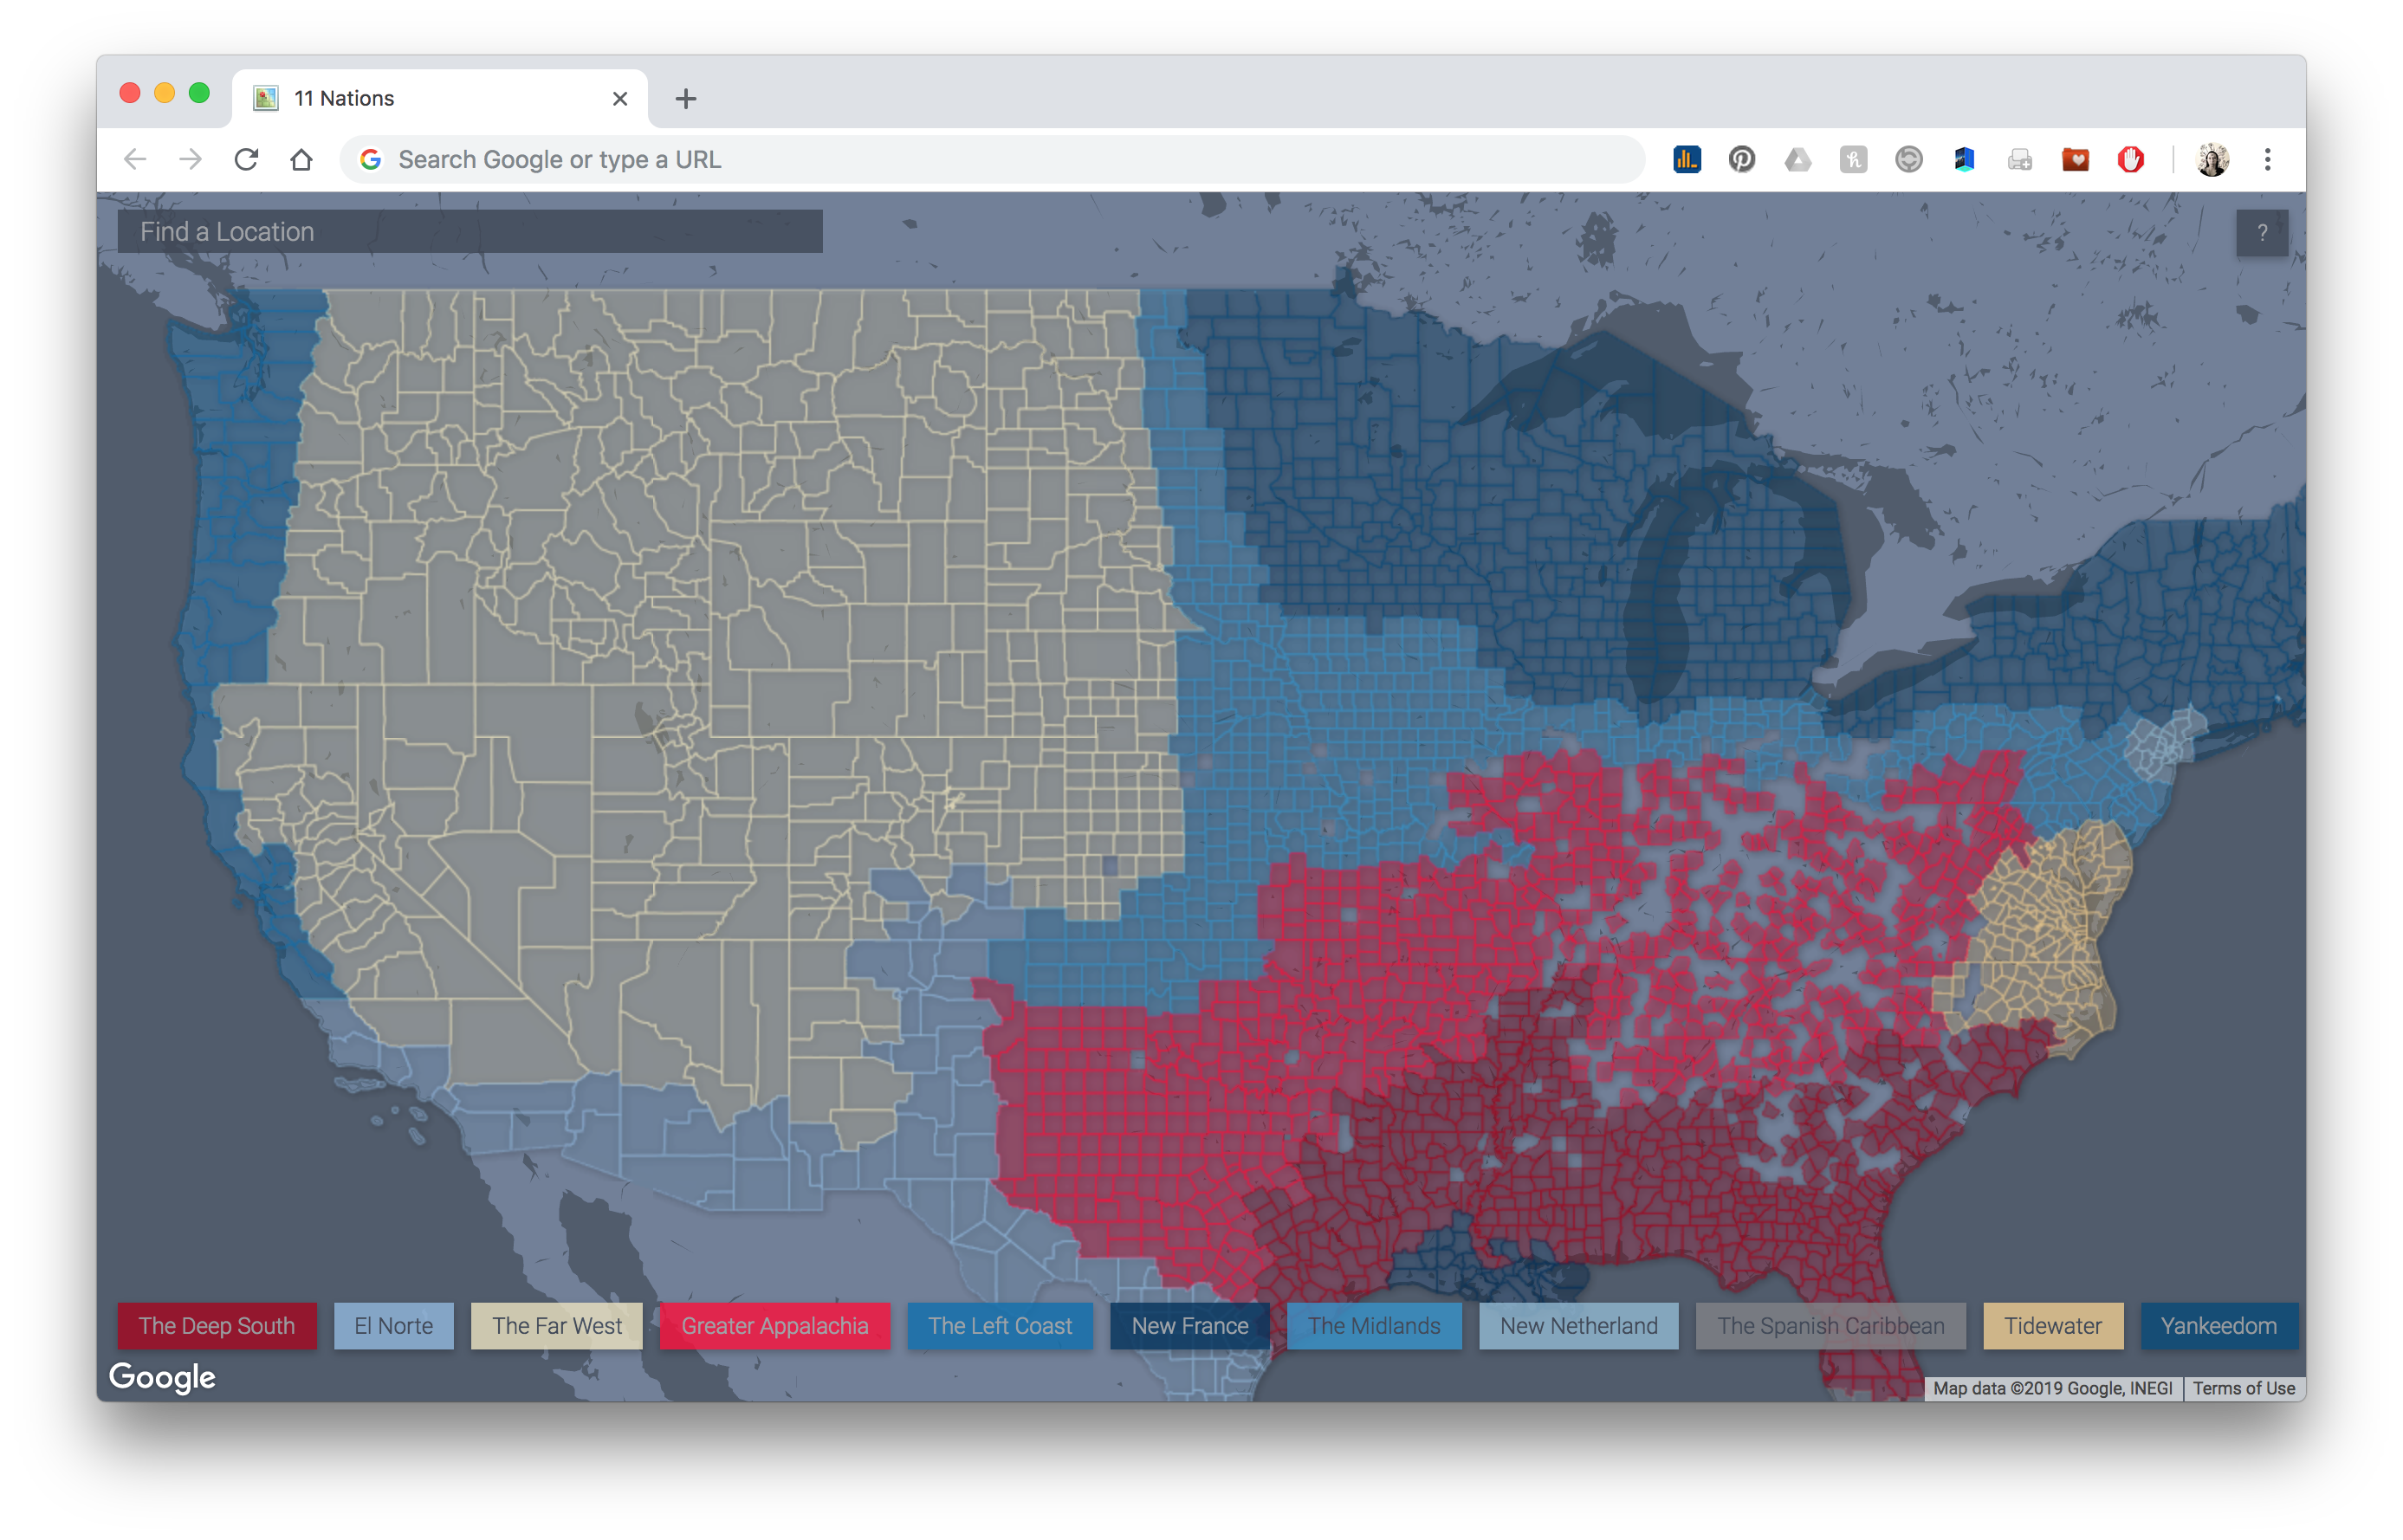 11 Nations
Search Google or type a URL
Find a Location
?
The Deep South
El Norte
The Far West
Greater Appalachia
The Left Coast
New France
The Midlands
New Netherland
The Spanish Caribbean
Tidewater
Yankeedom
Google
Map data ©2019 Google, INEGI
Terms of Use